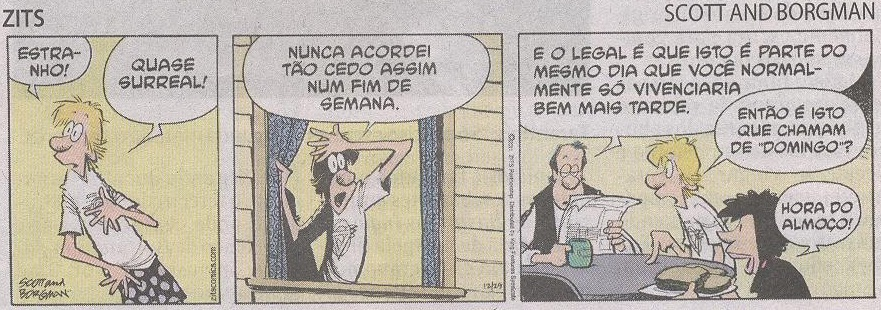 ZITS
SCOTT AND BORGMAN
ESTRA-
NHO!
QUASE
SURREAL!
SCOTT and
BORGMAN
zitscomics.com
NUNCA ACORDEI
TÃO CEDO ASSIM
NUM FIM DE
SEMANA.
12/29
E O LEGAL É QUE ISTO É PARTE DO
MESMO DIA QUE VOCÊ NORMAL-
MENTE SÓ VIVENCIARIA
BEM MAIS TARDE.
ENTÃO É ISTO
QUE CHAMAM
DE "DOMINGO"?
HORA DO
ALMOÇO!